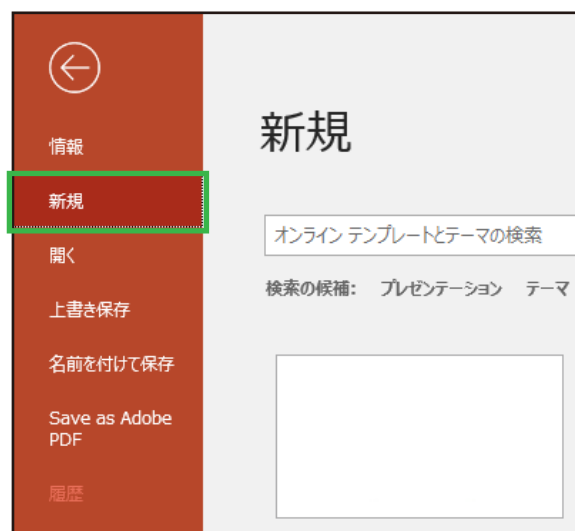 情報
新規
開く
上書き保存
名前を付けて保存
Save as Adobe
PDF
履歴
新規
オンライン テンプレートとテーマの検索
検索の候補: プレゼンテーション テーマ